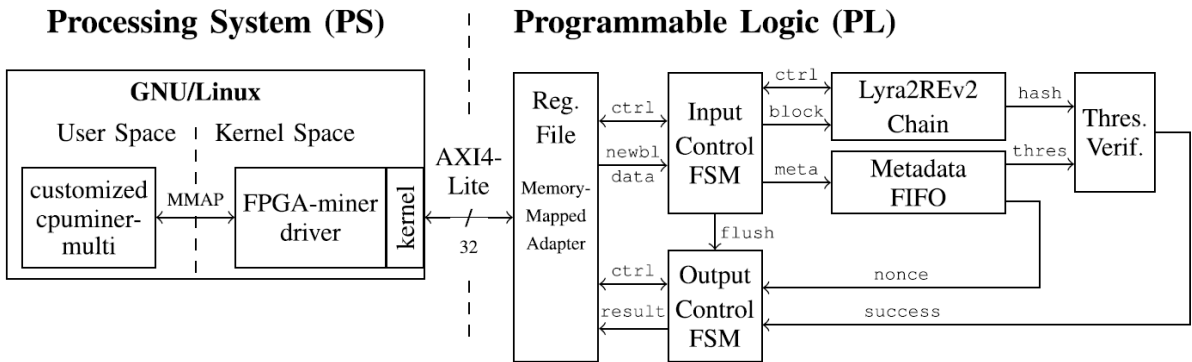 Processing System (PS)
Programmable Logic (PL)
GNU/Linux
User Space
Kernel Space
customized
cpuminer-
multi
MMAP
FPGA-miner
driver
kernel
AXI4-
Lite
32
Reg.
File
Memory-
Mapped
Adapter
ctrl
newbl
data
ctrl
result
Input
Control
FSM
flush
Output
Control
FSM
ctrl
block
meta
Lyra2REv2
Chain
Metadata
FIFO
hash
thres
Thres.
Verif.
nonce
success